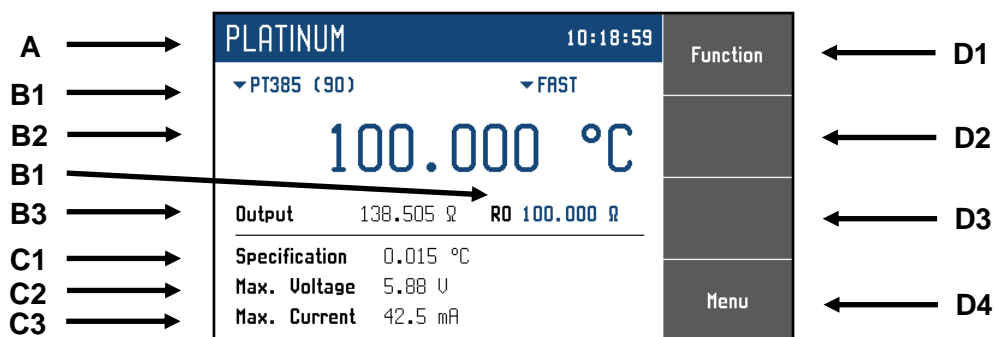 A PLATINUM 10:18:59 Function D1
B1 PT385 (90) FAST
B2 100.000 °C D2
B1
B3 Output 138.505 Ω R0 100.000 Ω D3
C1 Specification 0.015 °C
C2 Max. Voltage 5.88 V Menu D4
C3 Max. Current 42.5 mA